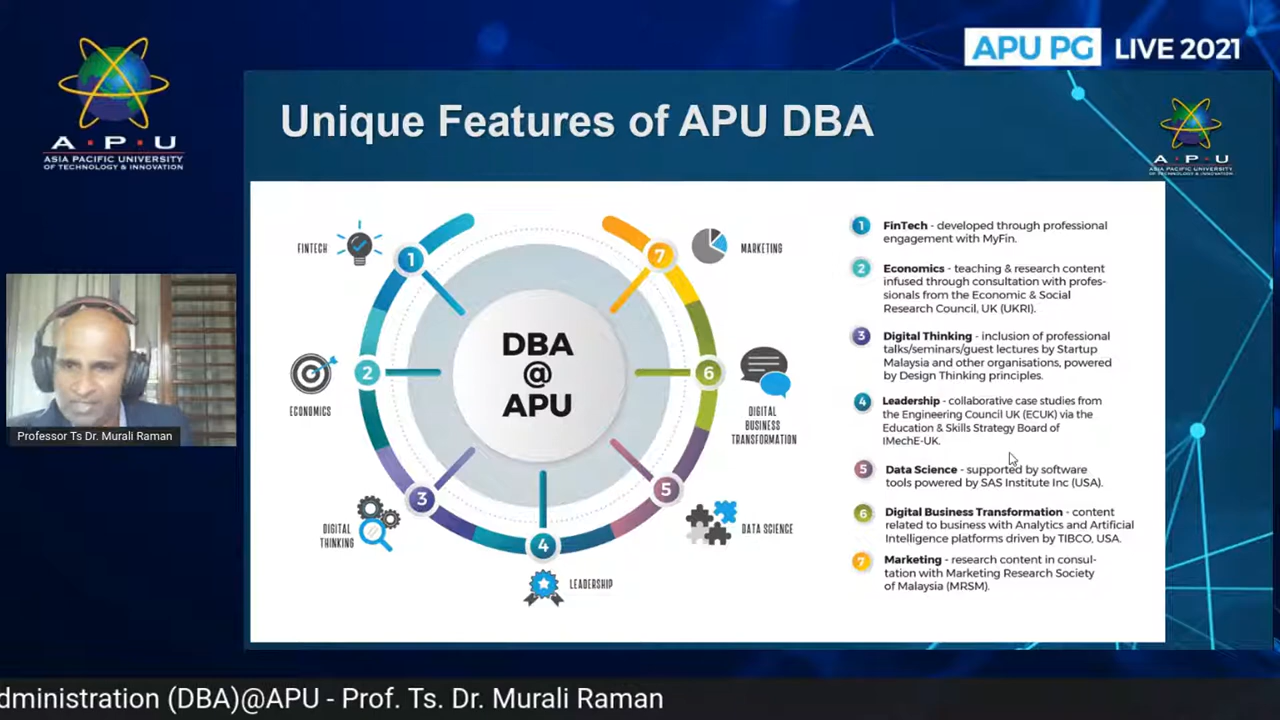 APU PG LIVE 2021
A·P·U
ASIA PACIFIC UNIVERSITY
OF TECHNOLOGY & INNOVATION
Unique Features of APU DBA
A·P·U
ASIA PACIFIC UNIVERSITY
OF TECHNOLOGY & INNOVATION
FINTECH
1
7
MARKETING
ECONOMICS
2
DBA
@
APU
6
DIGITAL
BUSINESS
TRANSFORMATION
DIGITAL
THINKING
3
5
DATA SCIENCE
4
LEADERSHIP
1 FinTech - developed through professional
engagement with MyFin.
2 Economics - teaching & research content
infused through consultation with profes-
sionals from the Economic & Social
Research Council, UK (UKRI).
3 Digital Thinking - inclusion of professional
talks/seminars/guest lectures by Startup
Malaysia and other organisations, powered
by Design Thinking principles.
4 Leadership - collaborative case studies from
the Engineering Council UK (ECUK) via the
Education & Skills Strategy Board of
IMechE-UK.
5 Data Science - supported by software
tools powered by SAS Institute Inc (USA).
6 Digital Business Transformation - content
related to business with Analytics and Artificial
Intelligence platforms driven by TIBCO, USA.
7 Marketing - research content in consul-
tation with Marketing Research Society
of Malaysia (MRSM).
Professor Ts Dr. Murali Raman
dministration (DBA)@APU - Prof. Ts. Dr. Murali Raman